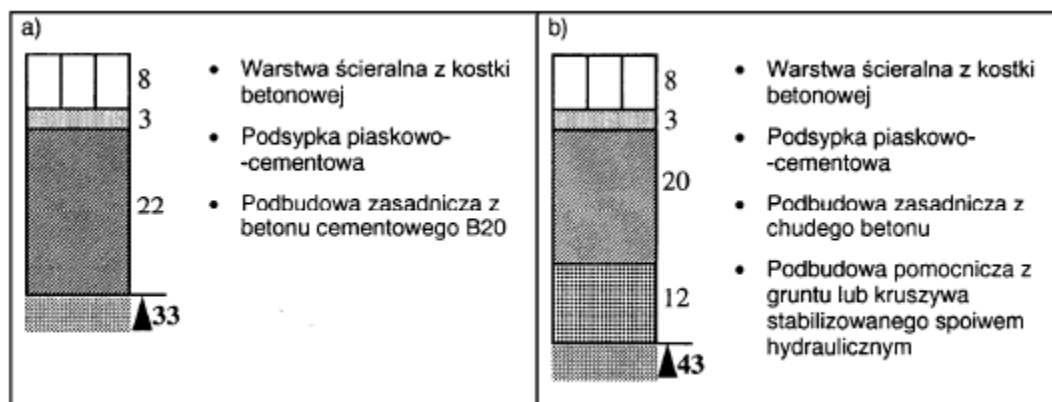 a)
8
3
22
33
• Warstwa ścieralna z kostki
betonowej
• Podsypka piaskowo-
-cementowa
• Podbudowa zasadnicza z
betonu cementowego B20
b)
8
3
20
12
43
• Warstwa ścieralna z kostki
betonowej
• Podsypka piaskowo-
-cementowa
• Podbudowa zasadnicza z
chudego betonu
• Podbudowa pomocnicza z
gruntu lub kruszywa
stabilizowanego spoiwem
hydraulicznym